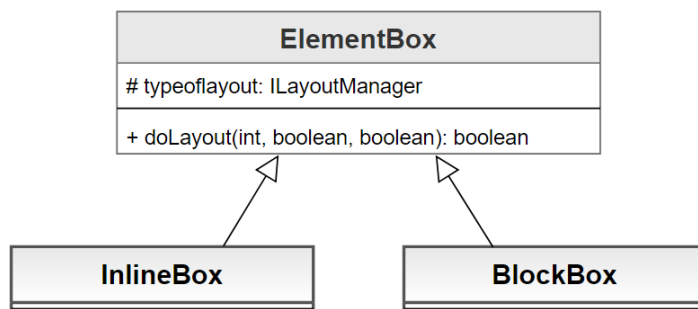 ElementBox
# typeoflayout: ILayoutManager
+ doLayout(int, boolean, boolean): boolean
InlineBox
BlockBox